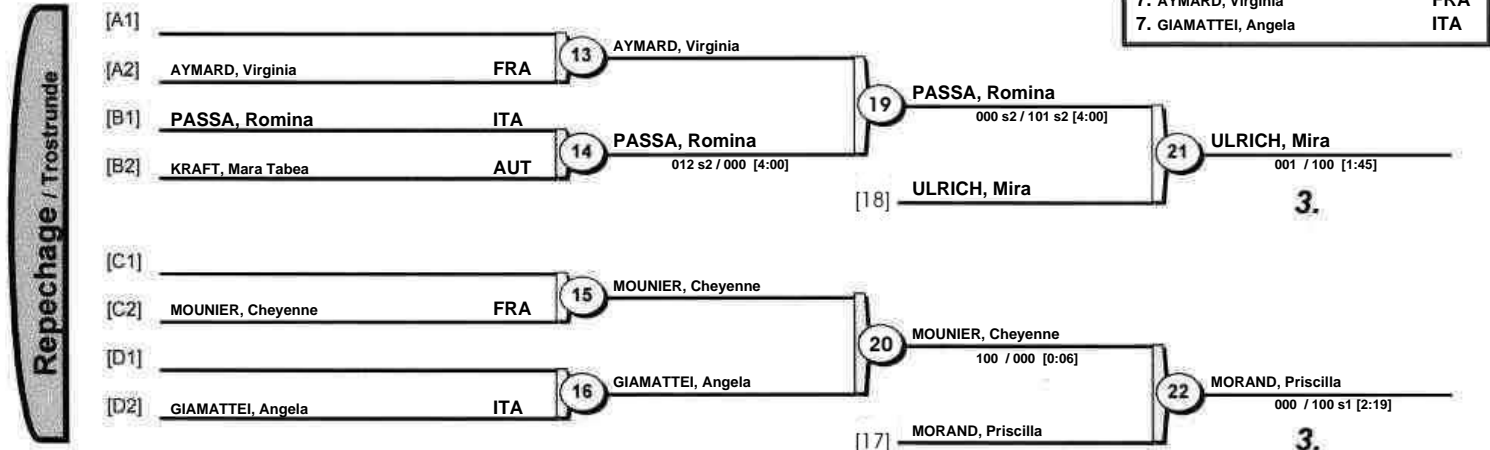 7. AYMARD, Virginia FRA
7. GIAMATTEI, Angela ITA
Repechage / Trostrunde
[A1]
[A2] AYMARD, Virginia FRA
13 AYMARD, Virginia
[B1] PASSA, Romina ITA
[B2] KRAFT, Mara Tabea AUT
14 PASSA, Romina
012 s2 / 000 [4:00]
19 PASSA, Romina
000 s2 / 101 s2 [4:00]
[18] ULRICH, Mira
21 ULRICH, Mira
001 / 100 [1:45]
3.
[C1]
[C2] MOUNIER, Cheyenne FRA
15 MOUNIER, Cheyenne
[D1]
[D2] GIAMATTEI, Angela ITA
16 GIAMATTEI, Angela
20 MOUNIER, Cheyenne
100 / 000 [0:06]
[17] MORAND, Priscilla
22 MORAND, Priscilla
000 / 100 s1 [2:19]
3.